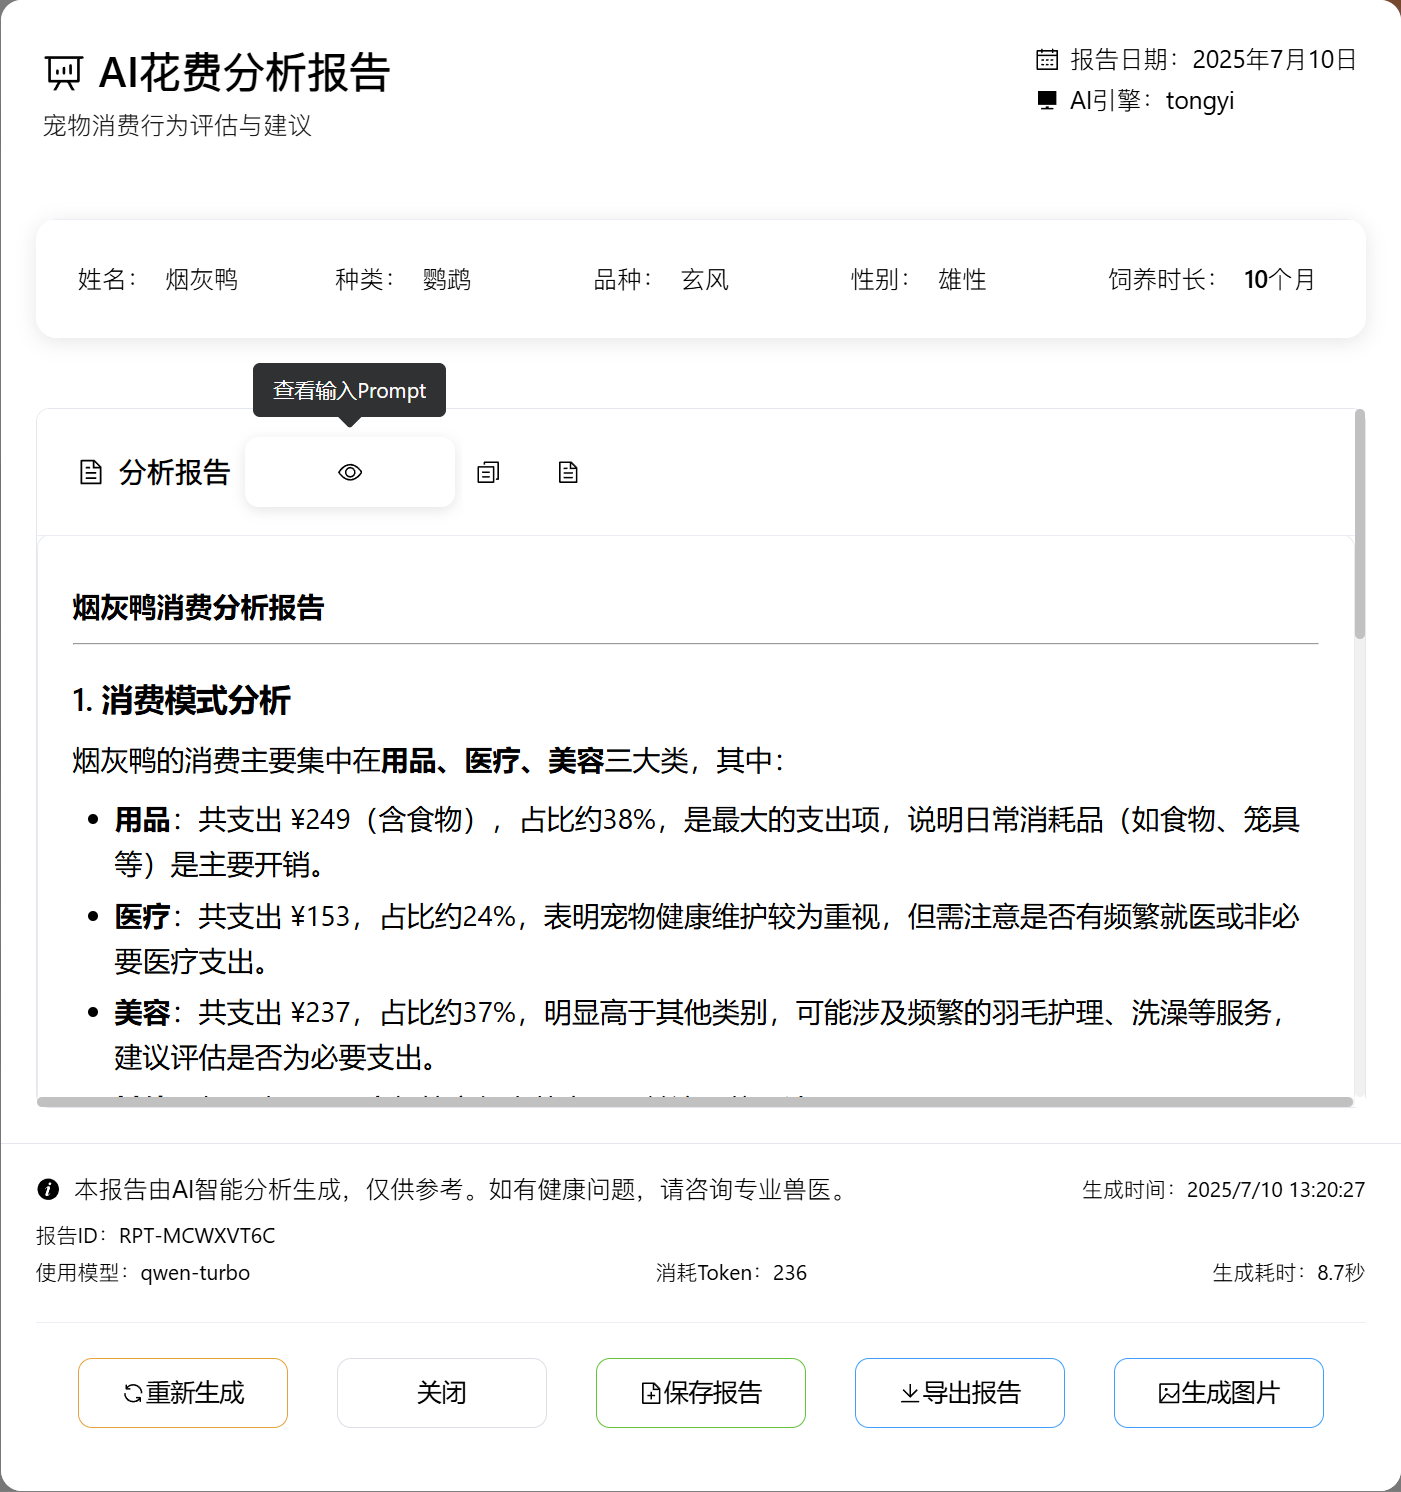 AI花费分析报告
宠物消费行为评估与建议
报告日期：2025年7月10日
AI引擎：tongyi
姓名： 烟灰鸭 种类： 鹦鹉 品种： 玄风 性别： 雄性 饲养时长： 10个月
查看输入Prompt
分析报告
烟灰鸭消费分析报告
1. 消费模式分析
烟灰鸭的消费主要集中在用品、医疗、美容三大类，其中：
用品：共支出 ¥249（含食物），占比约38%，是最大的支出项，说明日常消耗品（如食物、笼具
等）是主要开销。
医疗：共支出 ¥153，占比约24%，表明宠物健康维护较为重视，但需注意是否有频繁就医或非必
要医疗支出。
美容：共支出 ¥237，占比约37%，明显高于其他类别，可能涉及频繁的羽毛护理、洗澡等服务，
建议评估是否为必要支出。
本报告由AI智能分析生成，仅供参考。如有健康问题，请咨询专业兽医。
生成时间：2025/7/10 13:20:27
报告ID：RPT-MCWXVT6C
使用模型：qwen-turbo 消耗Token：236 生成耗时：8.7秒
重新生成 关闭 保存报告 导出报告 生成图片